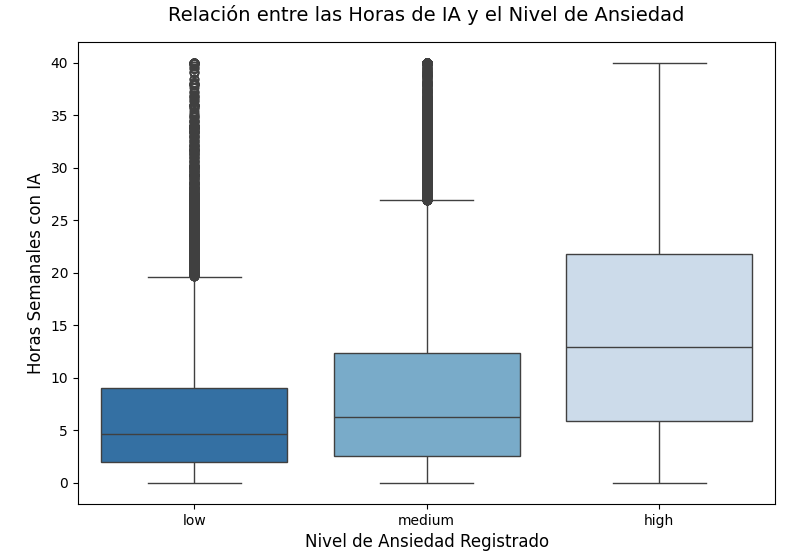 Relación entre las Horas de IA y el Nivel de Ansiedad
Horas Semanales con IA
40
35
30
25
20
15
10
5
0
low medium high
Nivel de Ansiedad Registrado